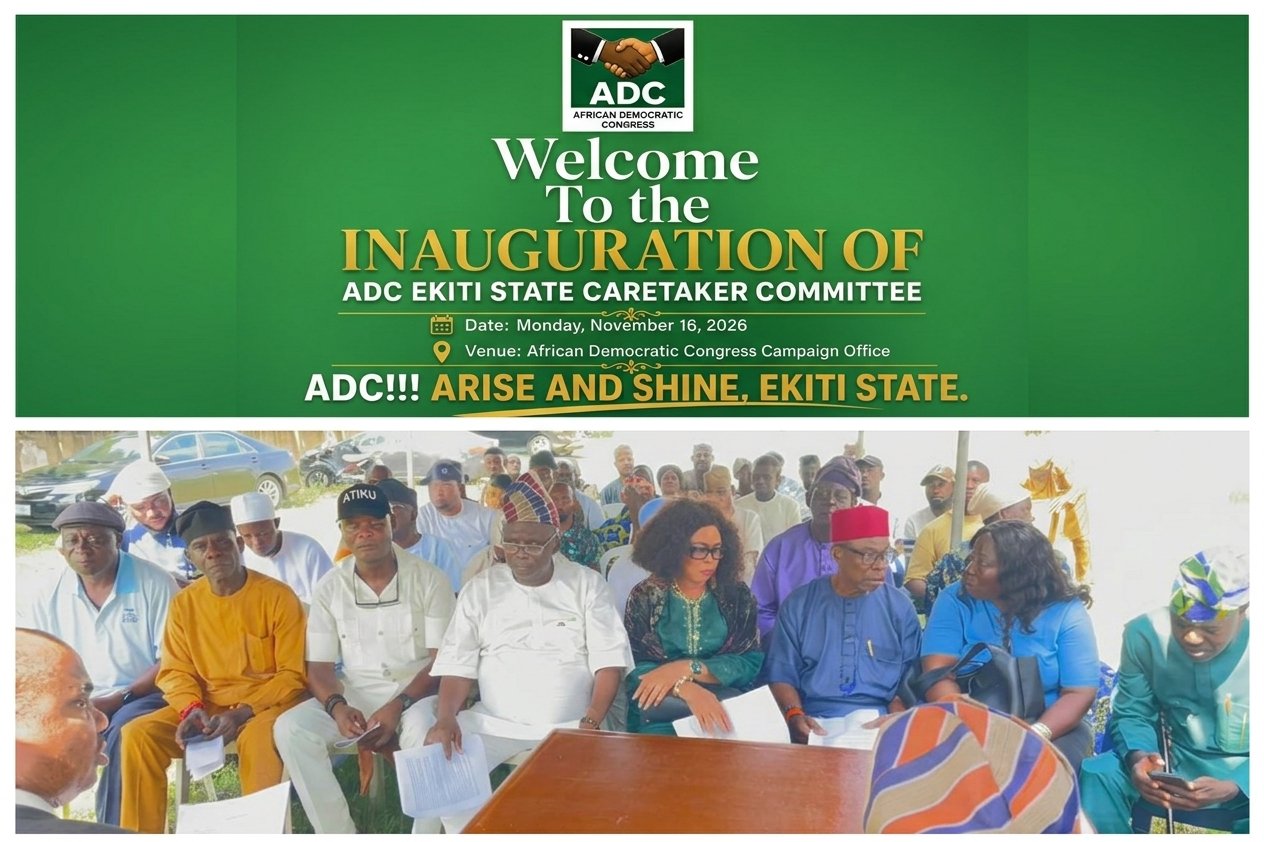 ADC
AFRICAN DEMOCRATIC
CONGRESS
Welcome
To the
INAUGURATION OF
ADC EKITI STATE CARETAKER COMMITTEE
Date: Monday, November 16, 2026
Venue: African Democratic Congress Campaign Office
ADC!!! ARISE AND SHINE, EKITI STATE.
ATIKU